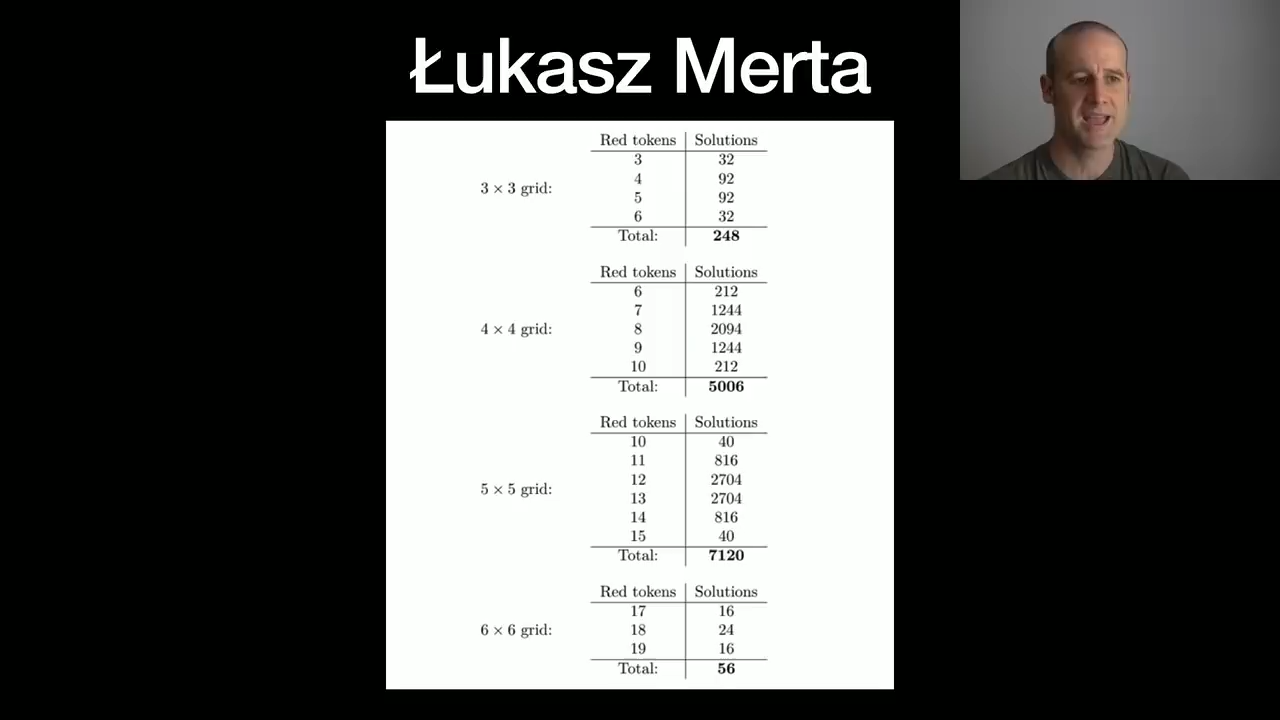 Łukasz Merta
3 × 3 grid:
Red tokens Solutions
3 32
4 92
5 92
6 32
Total: 248
4 × 4 grid:
Red tokens Solutions
6 212
7 1244
8 2094
9 1244
10 212
Total: 5006
5 × 5 grid:
Red tokens Solutions
10 40
11 816
12 2704
13 2704
14 816
15 40
Total: 7120
6 × 6 grid:
Red tokens Solutions
17 16
18 24
19 16
Total: 56